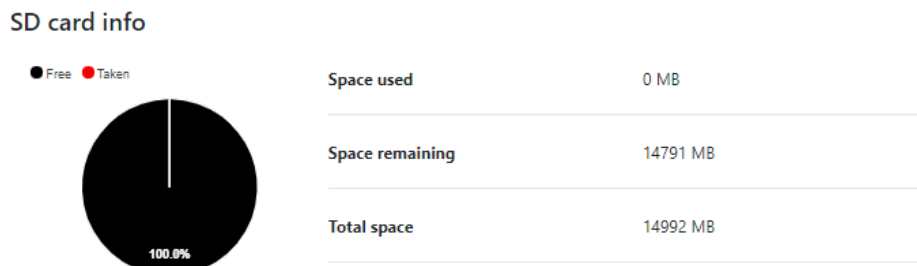 SD card info
Free Taken
Space used 0 MB
Space remaining 14791 MB
Total space 14992 MB
100.0%